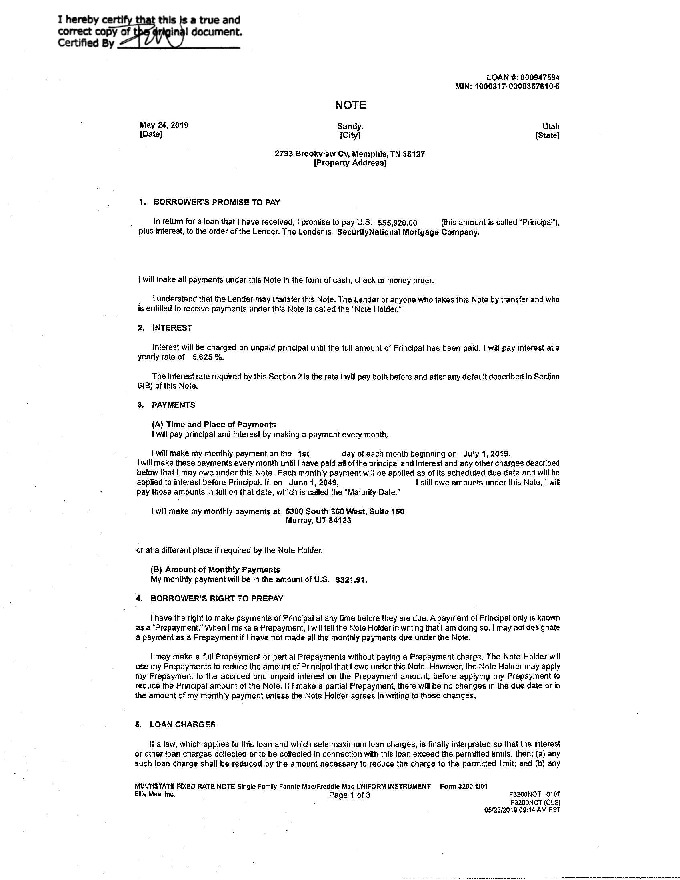 I hereby certify that this is a true and
correct copy of the original document.
Certified By
LOAN #: 000947594
MIN: 1000317-0000357610-6
NOTE
May 24, 2019
[Date]
Sandy,
[City]
Utah
[State]
2793 Brookview Cv, Memphis, TN 38127
[Property Address]
1. BORROWER'S PROMISE TO PAY
In return for a loan that I have received, I promise to pay U.S. $55,920.00 (this amount is called "Principal"),
plus interest, to the order of the Lender. The Lender is SecurityNational Mortgage Company.
I will make all payments under this Note in the form of cash, check or money order.
I understand that the Lender may transfer this Note. The Lender or anyone who takes this Note by transfer and who
is entitled to receive payments under this Note is called the "Note Holder."
2. INTEREST
Interest will be charged on unpaid principal until the full amount of Principal has been paid. I will pay interest at a
yearly rate of 5.625 %.
The interest rate required by this Section 2 is the rate I will pay both before and after any default described in Section
6(B) of this Note.
3. PAYMENTS
(A) Time and Place of Payments
I will pay principal and interest by making a payment every month.
I will make my monthly payment on the 1st day of each month beginning on July 1, 2019.
I will make these payments every month until I have paid all of the principal and interest and any other charges described
below that I may owe under this Note. Each monthly payment will be applied as of its scheduled due date and will be
applied to interest before Principal. If, on June 1, 2049, I still owe amounts under this Note, I will
pay those amounts in full on that date, which is called the "Maturity Date."
I will make my monthly payments at 5300 South 360 West, Suite 150
Murray, UT 84123
or at a different place if required by the Note Holder.
(B) Amount of Monthly Payments
My monthly payment will be in the amount of U.S. $321.91.
4. BORROWER'S RIGHT TO PREPAY
I have the right to make payments of Principal at any time before they are due. A payment of Principal only is known
as a "Prepayment." When I make a Prepayment, I will tell the Note Holder in writing that I am doing so. I may not designate
a payment as a Prepayment if I have not made all the monthly payments due under the Note.
I may make a full Prepayment or partial Prepayments without paying a Prepayment charge. The Note Holder will
use my Prepayments to reduce the amount of Principal that I owe under this Note. However, the Note Holder may apply
my Prepayment to the accrued and unpaid interest on the Prepayment amount, before applying my Prepayment to
reduce the Principal amount of the Note. If I make a partial Prepayment, there will be no changes in the due date or in
the amount of my monthly payment unless the Note Holder agrees in writing to those changes.
5. LOAN CHARGES
If a law, which applies to this loan and which sets maximum loan charges, is finally interpreted so that the interest
or other loan charges collected or to be collected in connection with this loan exceed the permitted limits, then: (a) any
such loan charge shall be reduced by the amount necessary to reduce the charge to the permitted limit; and (b) any
MULTISTATE FIXED RATE NOTE Single Family Fannie Mae/Freddie Mac UNIFORM INSTRUMENT Form 3200 1/01
Ellie Mae, Inc.
Page 1 of 3
F3200NOT 0107
F3200NOT (CLS)
05/22/2019 09:14 AM PST